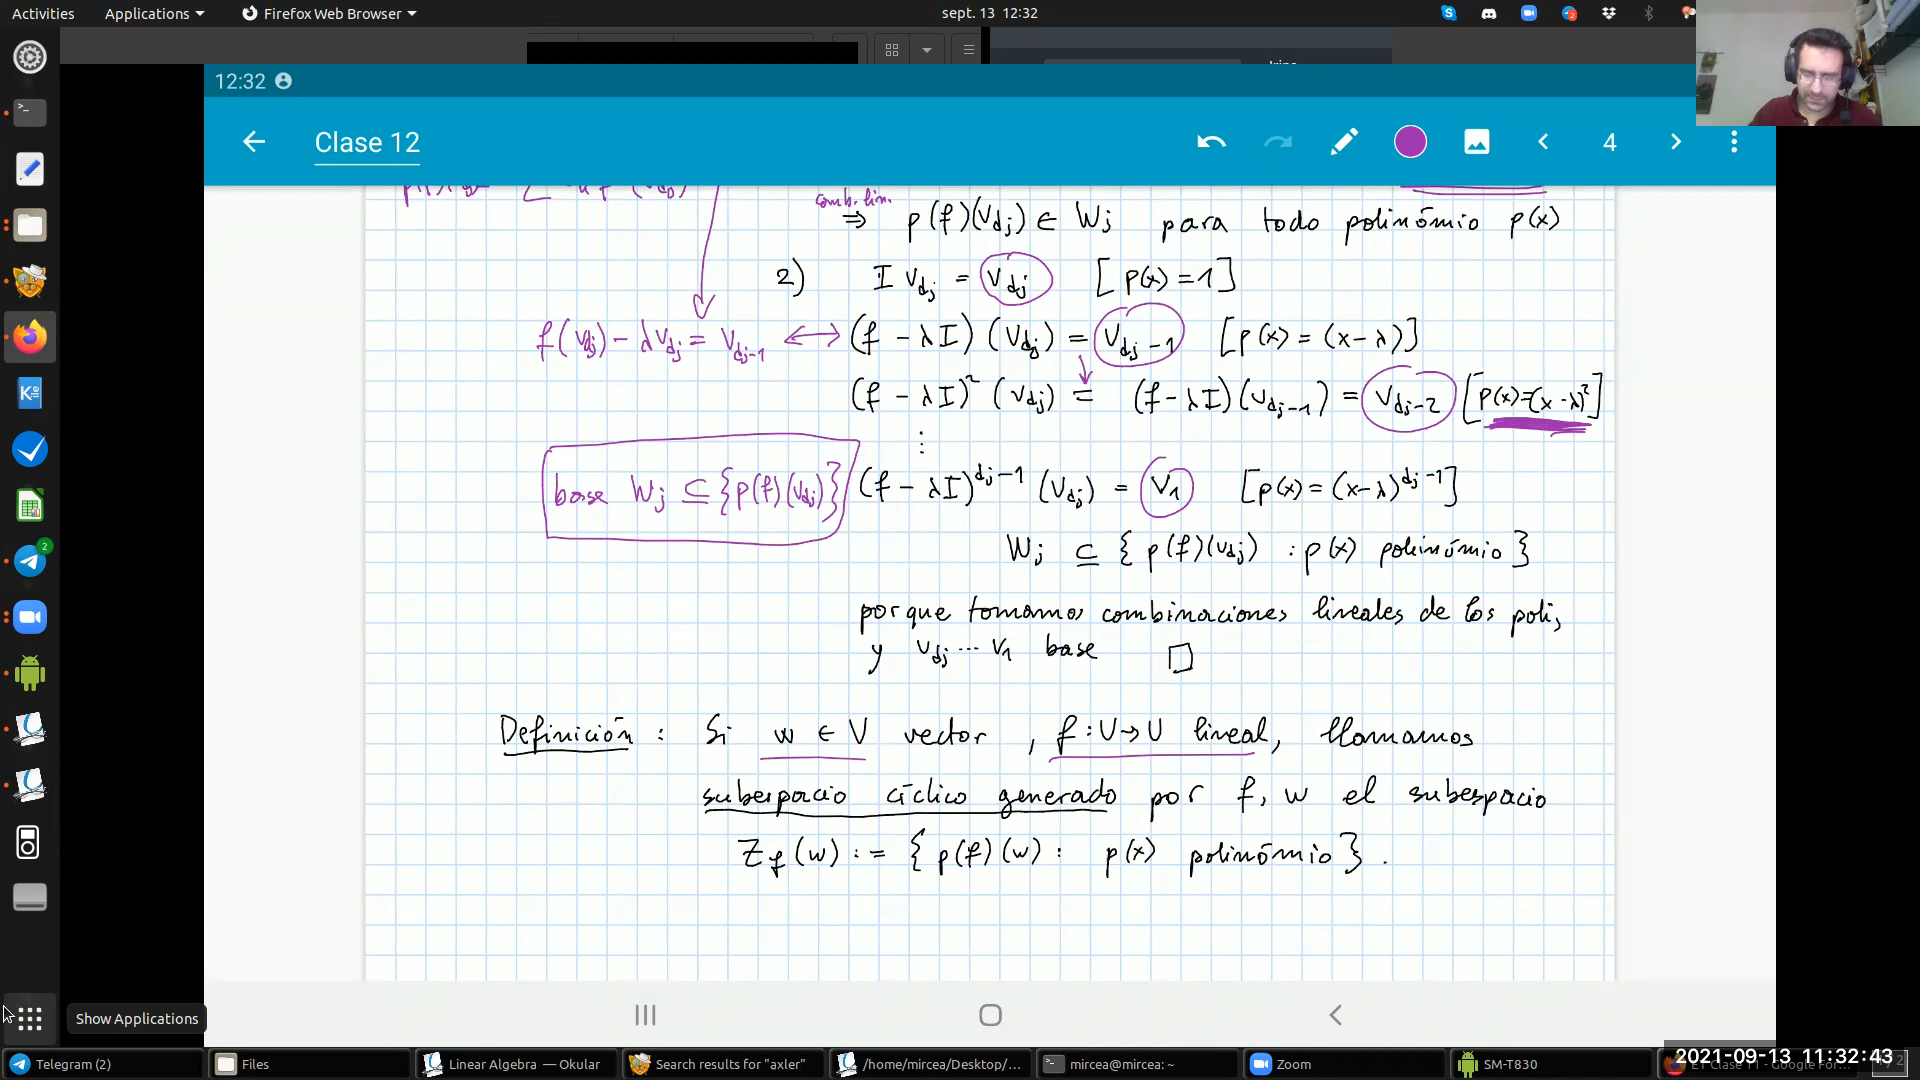 Activities Applications Firefox Web Browser sept. 13 12:32
12:32
Clase 12 4
comb. lin.
⇒ p(f)(v_dj) ∈ Wj para todo polinómio p(x)
2) I v_dj = v_dj [p(x) = 1]
f(v_dj) - λv_dj = v_dj-1 ⟷ (f - λI)(v_dj) = v_dj-1 [p(x) = (x-λ)]
(f - λI)² (v_dj) = (f - λI)(v_dj-1) = v_dj-2 [p(x)=(x-λ)²]
⋮
base Wj ⊆ {p(f)(v_dj)} (f - λI)^dj-1 (v_dj) = v1 [p(x) = (x-λ)^dj-1]
Wj ⊆ { p(f)(v_dj) : p(x) polinómio }
porque tomamos combinaciones lineales de los poli,
y v_dj ... v1 base □
Definición : Si w ∈ V vector, f : V → V lineal, llamamos
subespacio cíclico generado por f, w el subespacio
Z_f (w) := { p(f)(w) : p(x) polinómio } .
Show Applications
Telegram (2) Files Linear Algebra — Okular Search results for "axler" /home/mircea/Desktop/... mircea@mircea: ~ Zoom SM-T830
2021-09-13 11:32:43